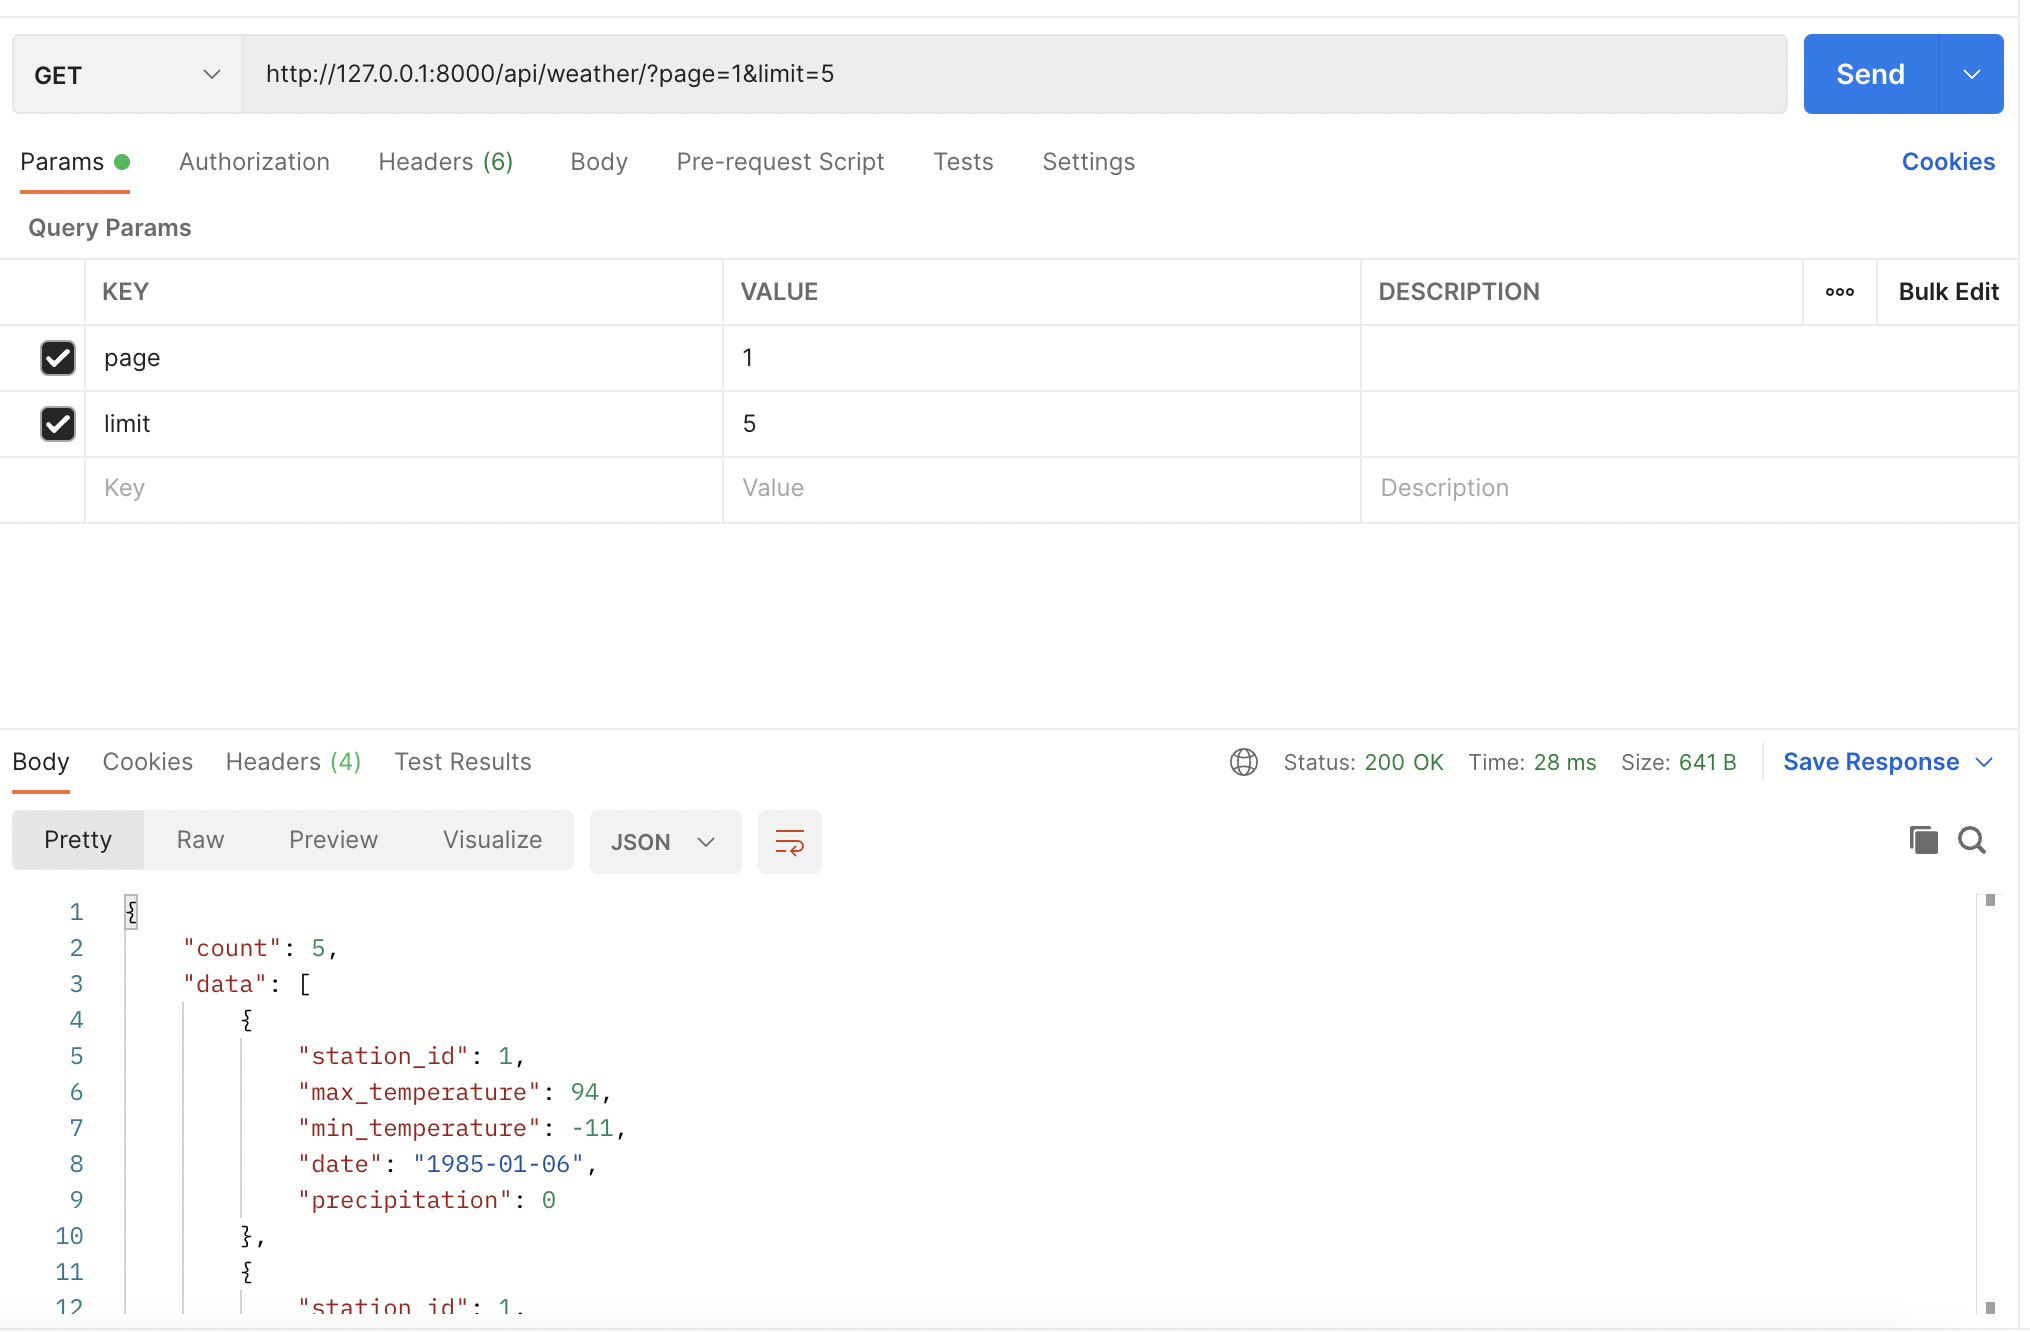 GET http://127.0.0.1:8000/api/weather/?page=1&limit=5 Send
Params Authorization Headers (6) Body Pre-request Script Tests Settings Cookies
Query Params
KEY VALUE DESCRIPTION ooo Bulk Edit
page 1
limit 5
Key Value Description
Body Cookies Headers (4) Test Results Status: 200 OK Time: 28 ms Size: 641 B Save Response
Pretty Raw Preview Visualize JSON
1 {
2 "count": 5,
3 "data": [
4 {
5 "station_id": 1,
6 "max_temperature": 94,
7 "min_temperature": -11,
8 "date": "1985-01-06",
9 "precipitation": 0
10 },
11 {
12 "station_id": 1,